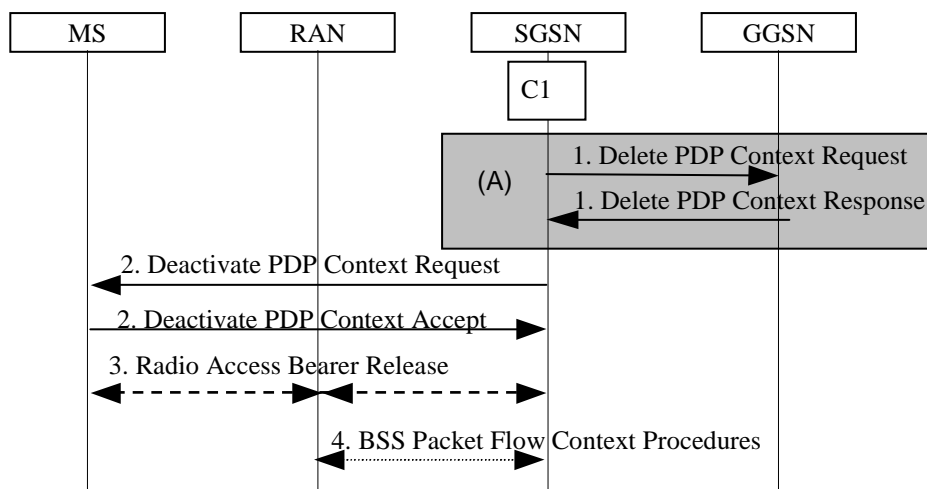 MS RAN SGSN GGSN
C1
1. Delete PDP Context Request
(A)
1. Delete PDP Context Response
2. Deactivate PDP Context Request
2. Deactivate PDP Context Accept
3. Radio Access Bearer Release
4. BSS Packet Flow Context Procedures